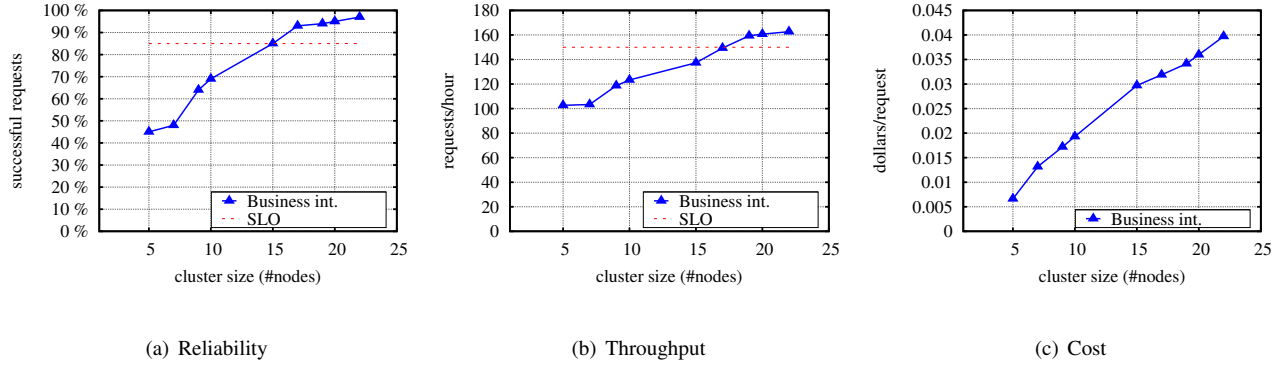 100 %
90 %
80 %
70 %
60 %
50 %
40 %
30 %
20 %
10 %
0 %
successful requests
5 10 15 20 25
cluster size (#nodes)
Business int.
SLO
(a) Reliability
180
160
140
120
100
80
60
40
20
0
requests/hour
5 10 15 20 25
cluster size (#nodes)
Business int.
SLO
(b) Throughput
0.045
0.04
0.035
0.03
0.025
0.02
0.015
0.01
0.005
0
dollars/request
5 10 15 20 25
cluster size (#nodes)
Business int.
(c) Cost